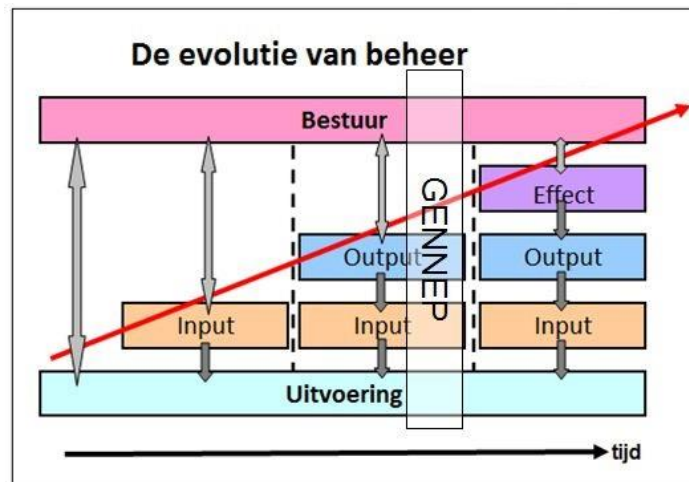 De evolutie van beheer
Bestuur
GENNEP
Effect
Output
Output
Input
Input
Input
Uitvoering
tijd